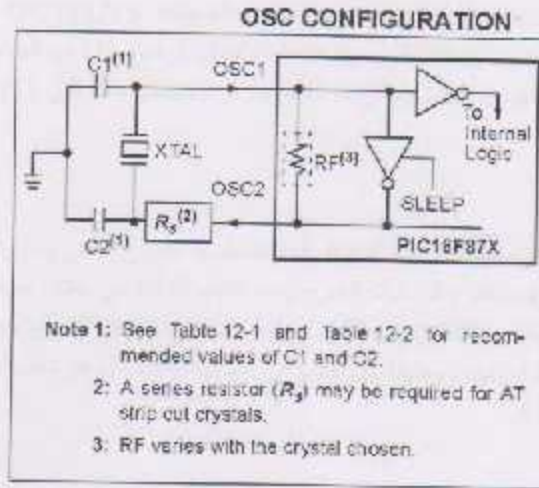 OSC CONFIGURATION
C1(1)
OSC1
To
Internal
Logic
XTAL
RF(3)
OSC2
SLEEP
C2(1)
Rs(2)
PIC16F87X
Note 1: See Table 12-1 and Table 12-2 for recom-
mended values of C1 and C2.
2: A series resistor (Rs) may be required for AT
strip cut crystals.
3: RF varies with the crystal chosen.